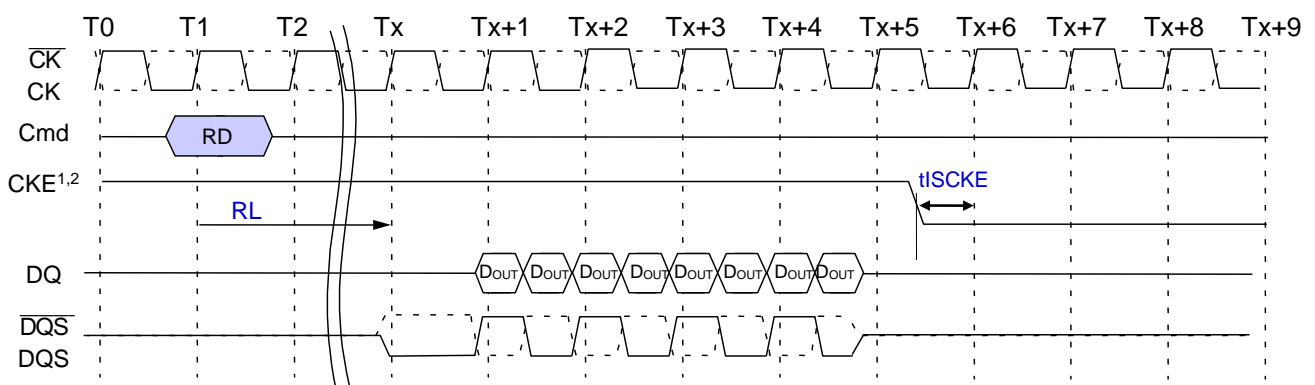 T0 T1 T2 Tx Tx+1 Tx+2 Tx+3 Tx+4 Tx+5 Tx+6 Tx+7 Tx+8 Tx+9
CK
CK
Cmd RD
CKE1,2 tISCKE
RL
DQ DOUT DOUT DOUT DOUT DOUT DOUT DOUT DOUT
DQS
DQS